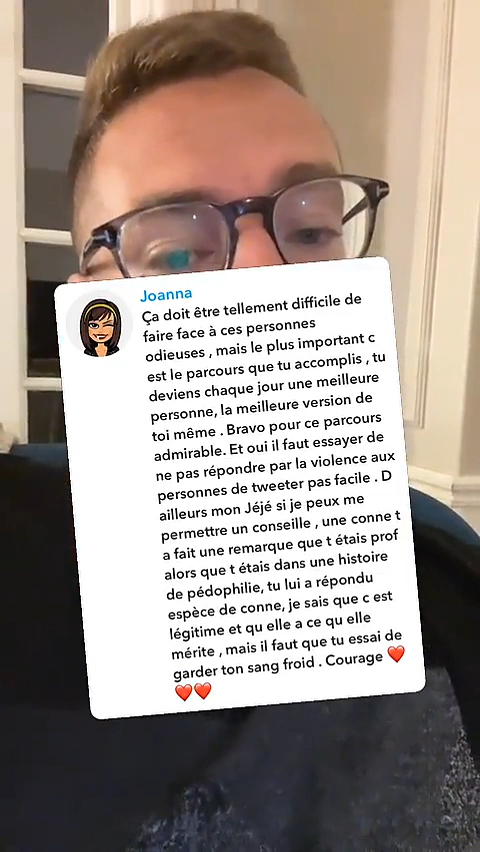 Joanna
Ça doit être tellement difficile de
faire face à ces personnes
odieuses , mais le plus important c
est le parcours que tu accomplis , tu
deviens chaque jour une meilleure
personne, la meilleure version de
toi même . Bravo pour ce parcours
admirable. Et oui il faut essayer de
ne pas répondre par la violence aux
personnes de tweeter pas facile . D
ailleurs mon Jéjé si je peux me
permettre un conseille , une conne t
a fait une remarque que t étais prof
alors que t étais dans une histoire
de pédophilie, tu lui a répondu
espèce de conne, je sais que c est
légitime et qu elle a ce qu elle
mérite , mais il faut que tu essai de
garder ton sang froid . Courage ❤️
❤️❤️